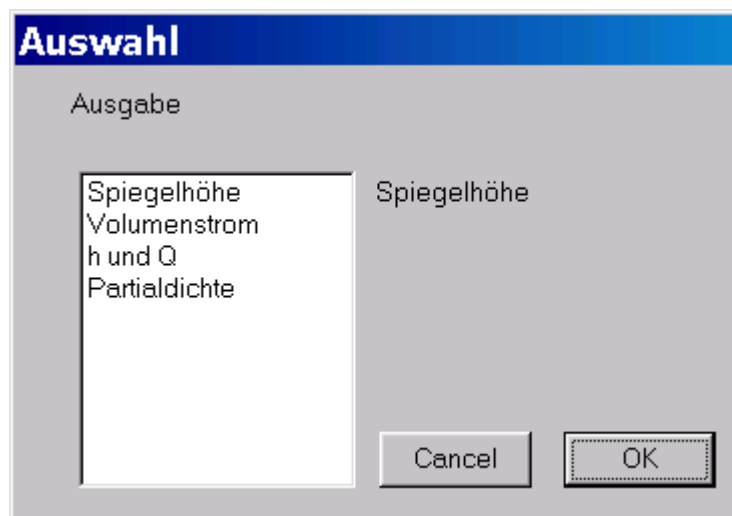 Auswahl
Ausgabe
Spiegelhöhe
Volumenstrom
h und Q
Partialdichte
Spiegelhöhe
Cancel
OK